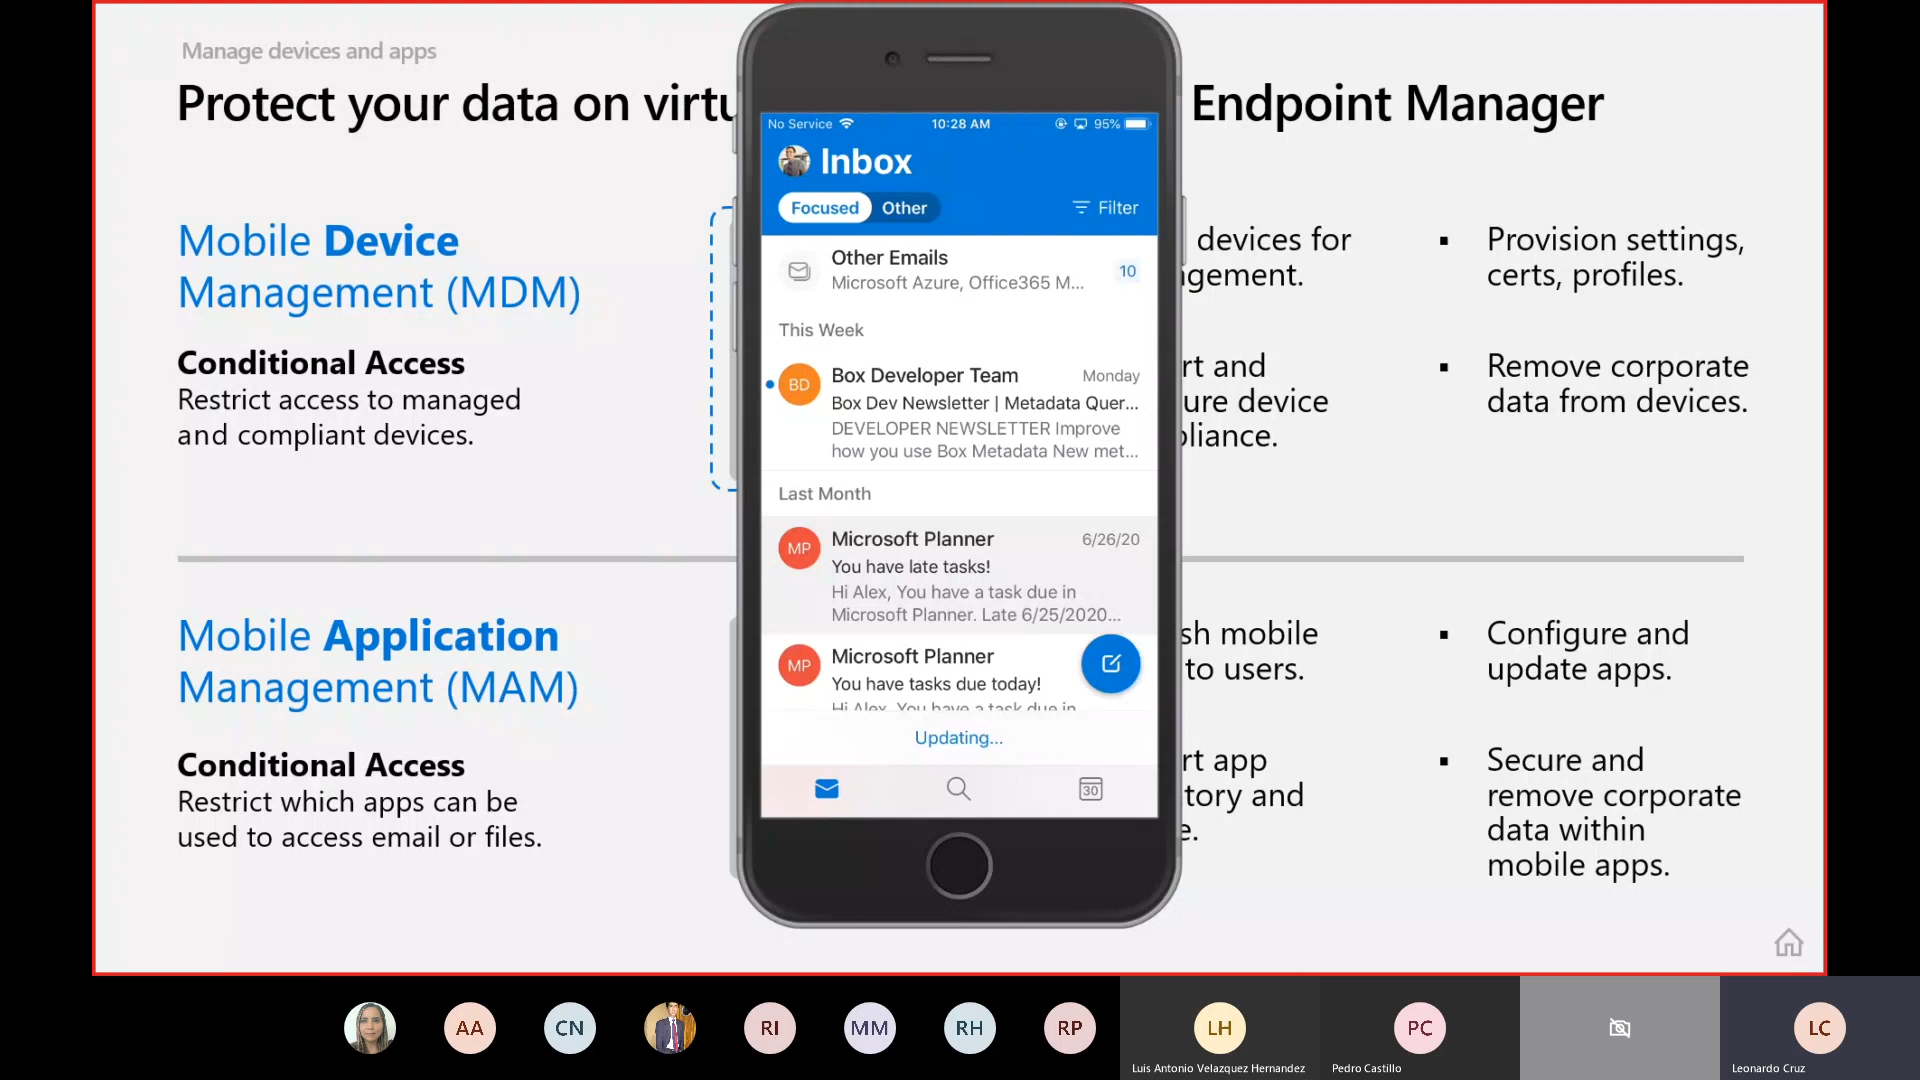 Manage devices and apps
Protect your data on virtu
Endpoint Manager
Mobile Device
Management (MDM)
Conditional Access
Restrict access to managed
and compliant devices.
Mobile Application
Management (MAM)
Conditional Access
Restrict which apps can be
used to access email or files.
No Service 10:28 AM 95%
Inbox
Focused Other Filter
Other Emails
Microsoft Azure, Office365 M... 10
This Week
BD Box Developer Team Monday
Box Dev Newsletter | Metadata Quer...
DEVELOPER NEWSLETTER Improve
how you use Box Metadata New met...
Last Month
MP Microsoft Planner 6/26/20
You have late tasks!
Hi Alex, You have a task due in
Microsoft Planner. Late 6/25/2020...
MP Microsoft Planner
You have tasks due today!
Hi Alex, You have a task due in
Updating...
30
devices for
gement.
rt and
ure device
liance.
sh mobile
to users.
rt app
tory and
e.
▪ Provision settings,
certs, profiles.
▪ Remove corporate
data from devices.
▪ Configure and
update apps.
▪ Secure and
remove corporate
data within
mobile apps.
AA CN RI MM RH RP LH PC LC
Luis Antonio Velazquez Hernandez Pedro Castillo Leonardo Cruz